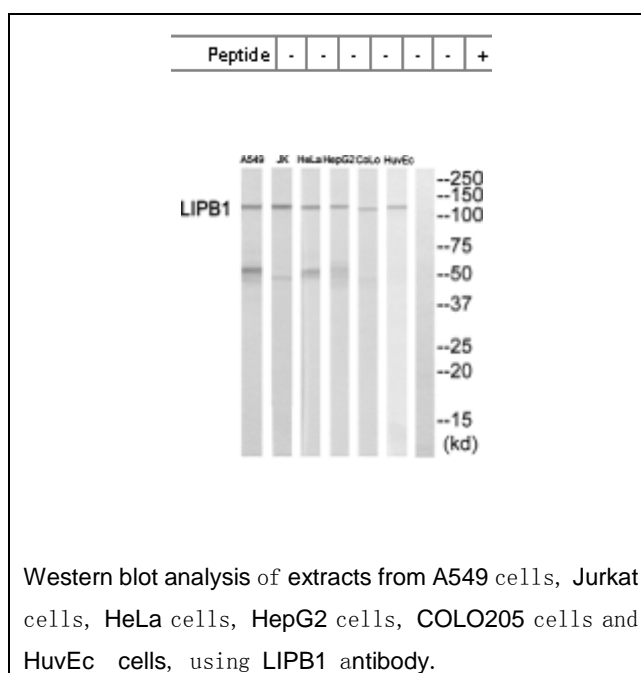 Peptide - - - - - - +
A549 JK HeLa HepG2 CoLo HuvEc
--250
--150
LIPB1
--100
--75
--50
--37
--25
--20
--15
(kd)
Western blot analysis of extracts from A549 cells, Jurkat
cells, HeLa cells, HepG2 cells, COLO205 cells and
HuvEc cells, using LIPB1 antibody.